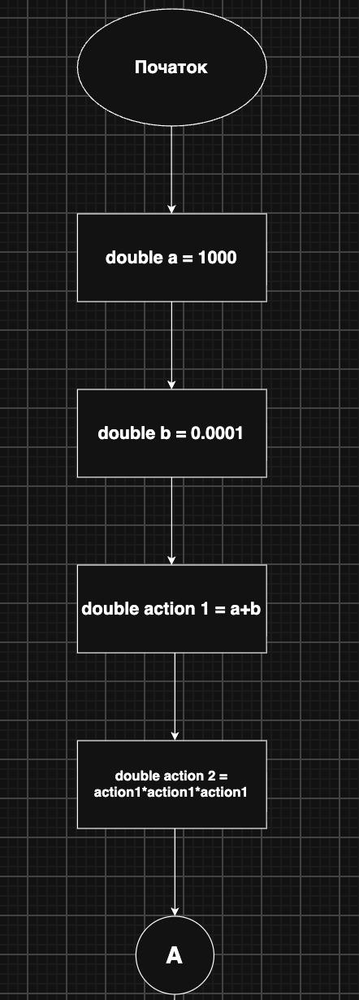 Початок
double a = 1000
double b = 0.0001
double action 1 = a+b
double action 2 =
action1*action1*action1
A